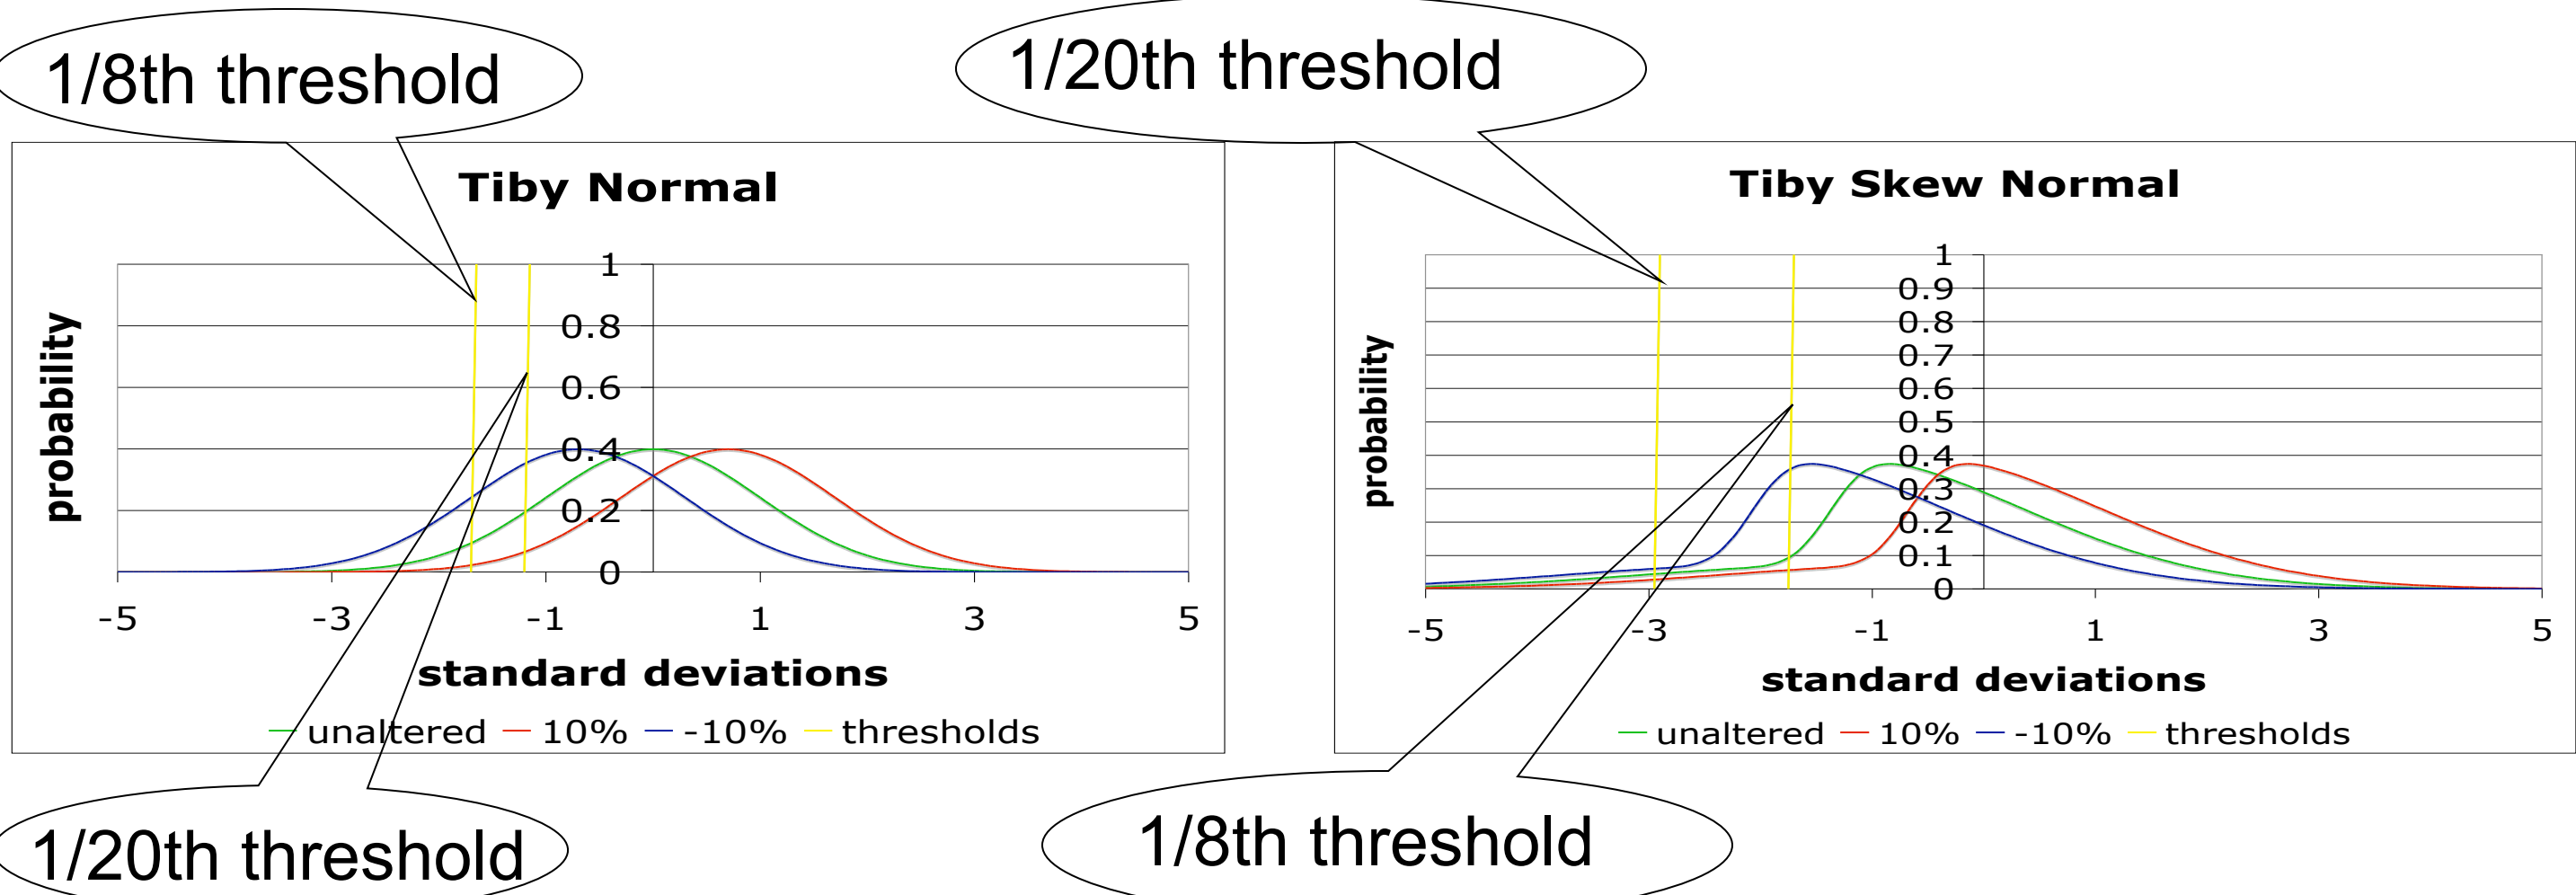 1/8th threshold
1/20th threshold
Tiby Normal
probability
1
0.8
0.6
0.4
0.2
0
-5 -3 -1 1 3 5
standard deviations
unaltered 10% -10% thresholds
1/20th threshold
Tiby Skew Normal
probability
1
0.9
0.8
0.7
0.6
0.5
0.4
0.3
0.2
0.1
0
-5 -3 -1 1 3 5
standard deviations
unaltered 10% -10% thresholds
1/8th threshold